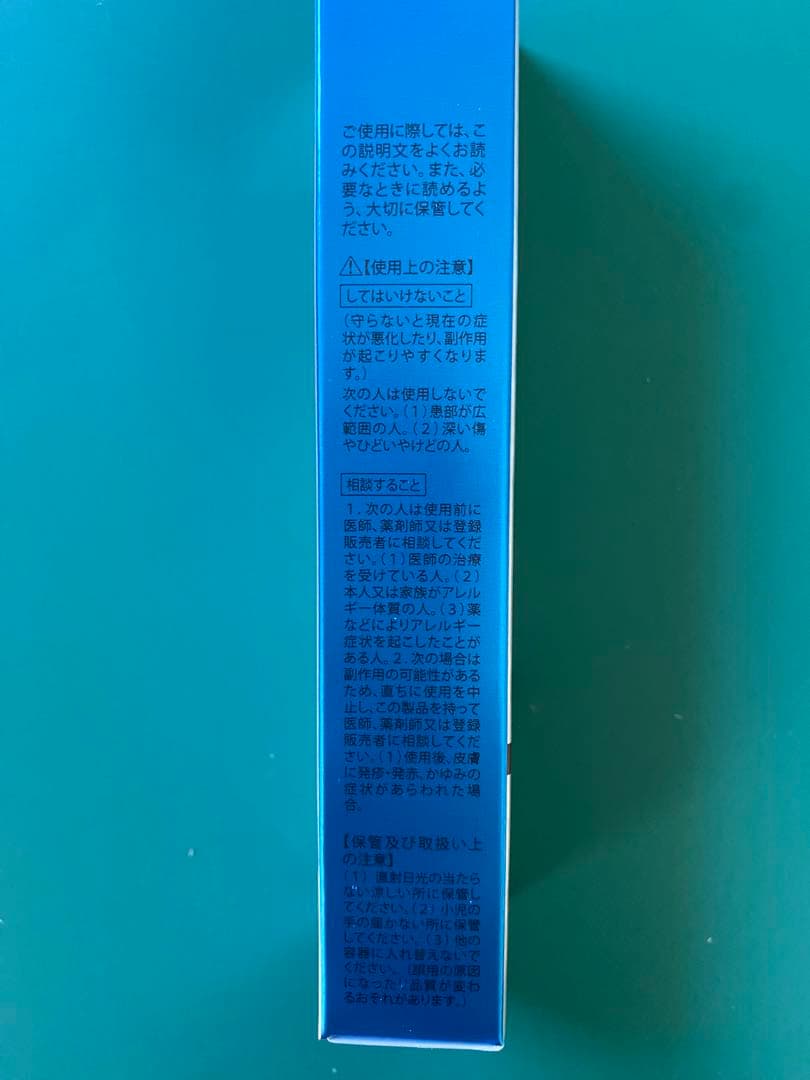 ご使用に際しては、こ
の説明文をよくお読
みください。また、必
要なときに読めるよ
う、大切に保管してく
ださい。
⚠【使用上の注意】
してはいけないこと
(守らないと現在の症
状が悪化したり、副作用
が起こりやすくなりま
す。)
次の人は使用しないで
ください。(1)患部が広
範囲の人。(2)深い傷
やひどいやけどの人。
相談すること
1.次の人は使用前に
医師、薬剤師又は登録
販売者に相談してくだ
さい。(1)医師の治療
を受けている人。(2)
本人又は家族がアレル
ギー体質の人。(3)薬
などによりアレルギー
症状を起こしたことが
ある人。2.次の場合は
副作用の可能性がある
ため、直ちに使用を中
止し、この製品を持って
医師、薬剤師又は登録
販売者に相談してくだ
さい。(1)使用後、皮膚
に発疹・発赤、かゆみの
症状があらわれた場
合。
【保管及び取扱い上
の注意】
(1)直射日光の当たら
ない涼しい所に保管し
てください。(2)小児の
手の届かない所に保管
してください。(3)他の
容器に入れ替えないで
ください。(誤用の原因
になったり品質が変わ
るおそれがあります。)